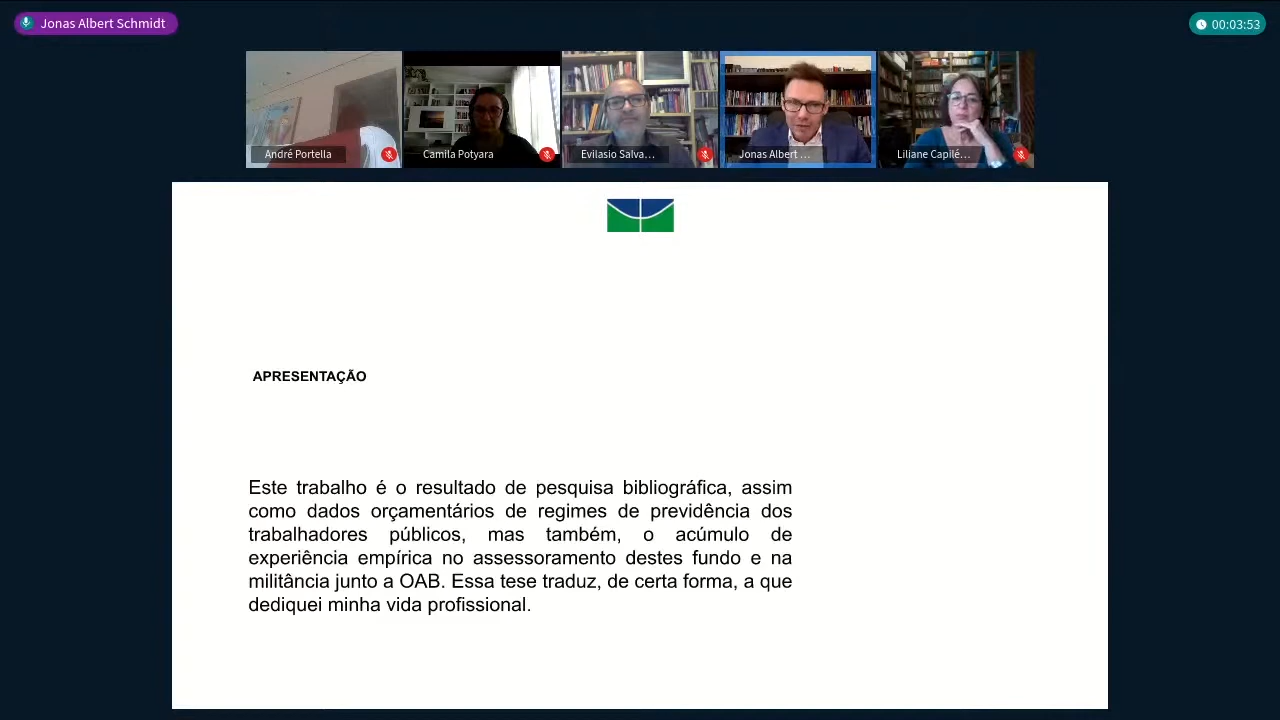 Jonas Albert Schmidt
00:03:53
André Portella
Camila Potyara
Evilasio Salva...
Jonas Albert ...
Liliane Capilé...
APRESENTAÇÃO
Este trabalho é o resultado de pesquisa bibliográfica, assim
como dados orçamentários de regimes de previdência dos
trabalhadores públicos, mas também, o acúmulo de
experiência empírica no assessoramento destes fundo e na
militância junto a OAB. Essa tese traduz, de certa forma, a que
dediquei minha vida profissional.